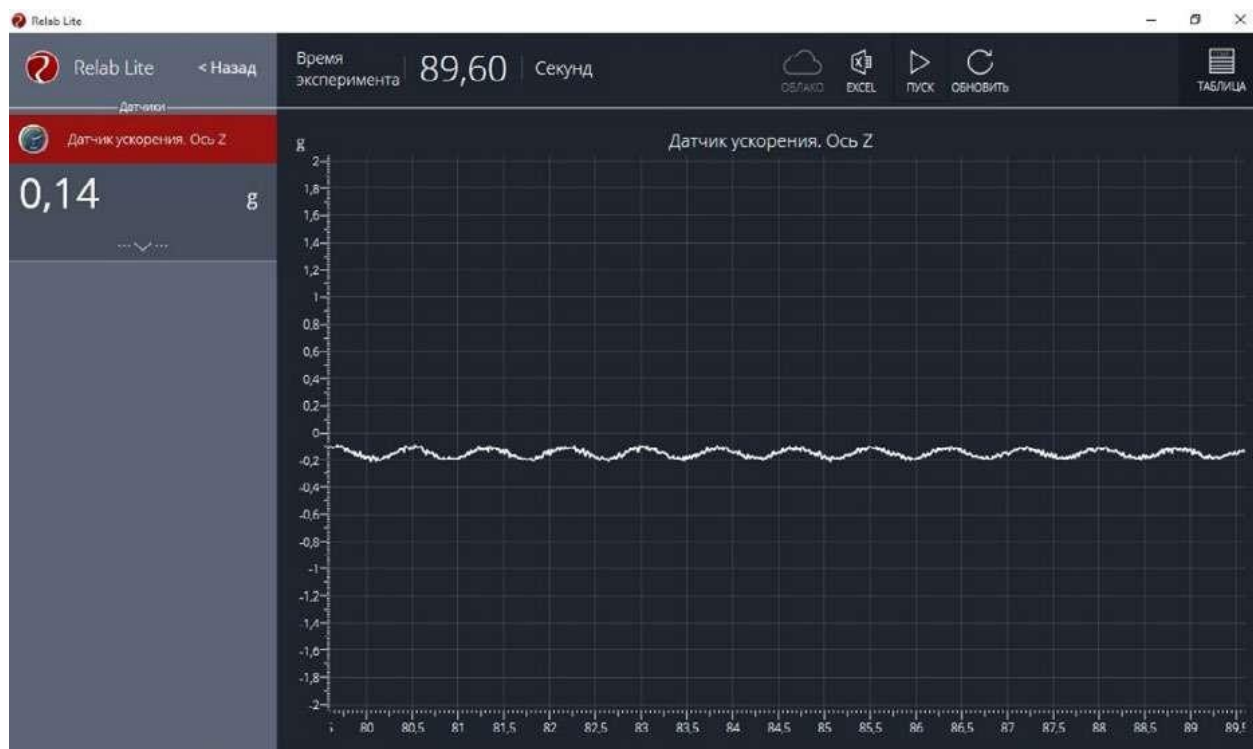 Relab Lite
Relab Lite
< Назад
Датчики
Датчик ускорения. Ось Z
0,14 g
Время
эксперимента
89,60 Секунд
ОБЛАКО
EXCEL
ПУСК
ОБНОВИТЬ
ТАБЛИЦА
Датчик ускорения. Ось Z
g
2
1,8
1,6
1,4
1,2
1
0,8
0,6
0,4
0,2
0
-0,2
-0,4
-0,6
-0,8
-1
-1,2
-1,4
-1,6
-1,8
-2
80 80,5 81 81,5 82 82,5 83 83,5 84 84,5 85 85,5 86 86,5 87 87,5 88 88,5 89